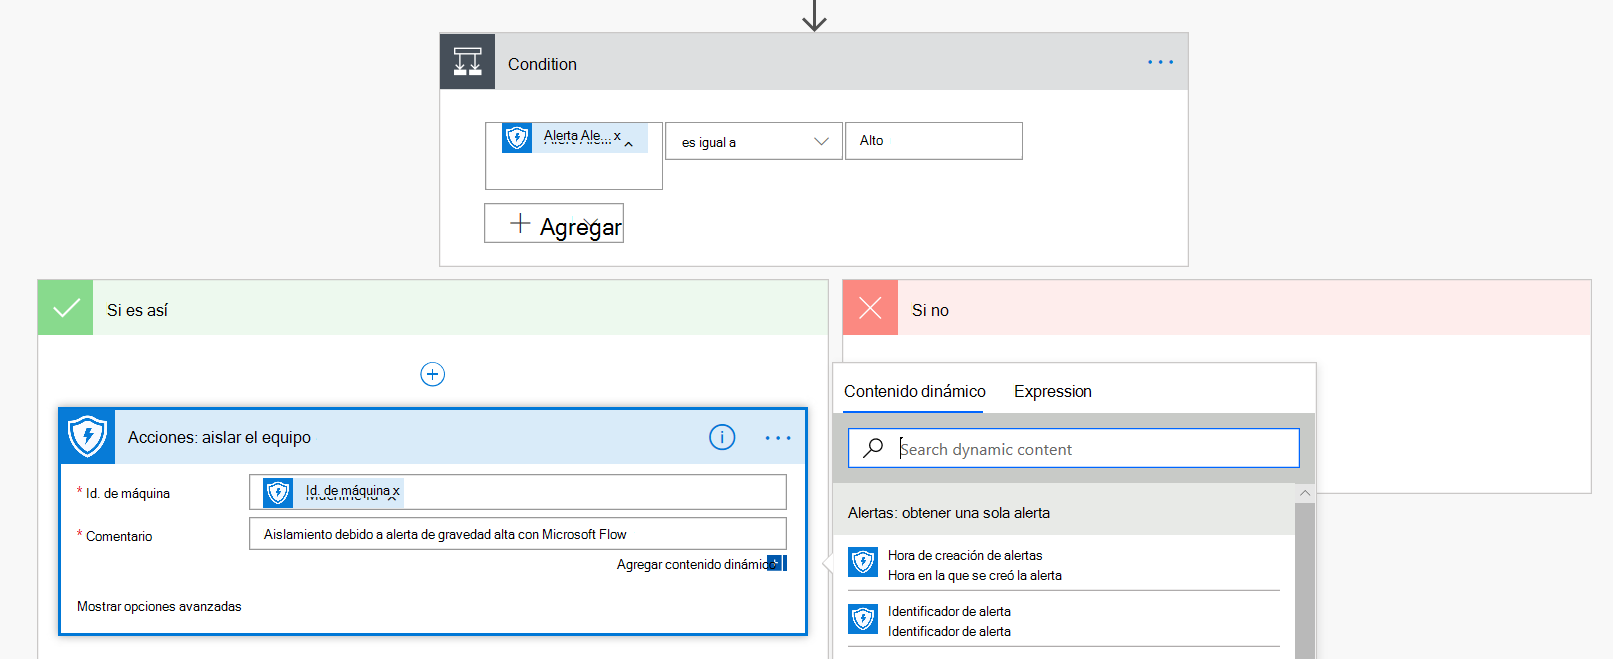 Condition
Alerta Ale... x
es igual a
Alto
Agregar
Si es así
Si no
Acciones: aislar el equipo
* Id. de máquina
Id. de máquina x
* Comentario
Aislamiento debido a alerta de gravedad alta con Microsoft Flow
Agregar contenido dinámico
Mostrar opciones avanzadas
Contenido dinámico
Expression
Search dynamic content
Alertas: obtener una sola alerta
Hora de creación de alertas
Hora en la que se creó la alerta
Identificador de alerta
Identificador de alerta